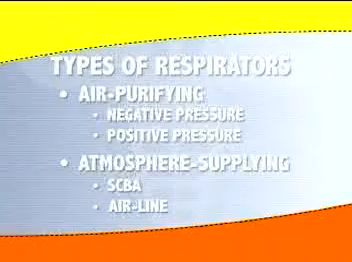 TYPES OF RESPIRATORS
• AIR-PURIFYING
• NEGATIVE PRESSURE
• POSITIVE PRESSURE
• ATMOSPHERE-SUPPLYING
• SCBA
• AIR-LINE